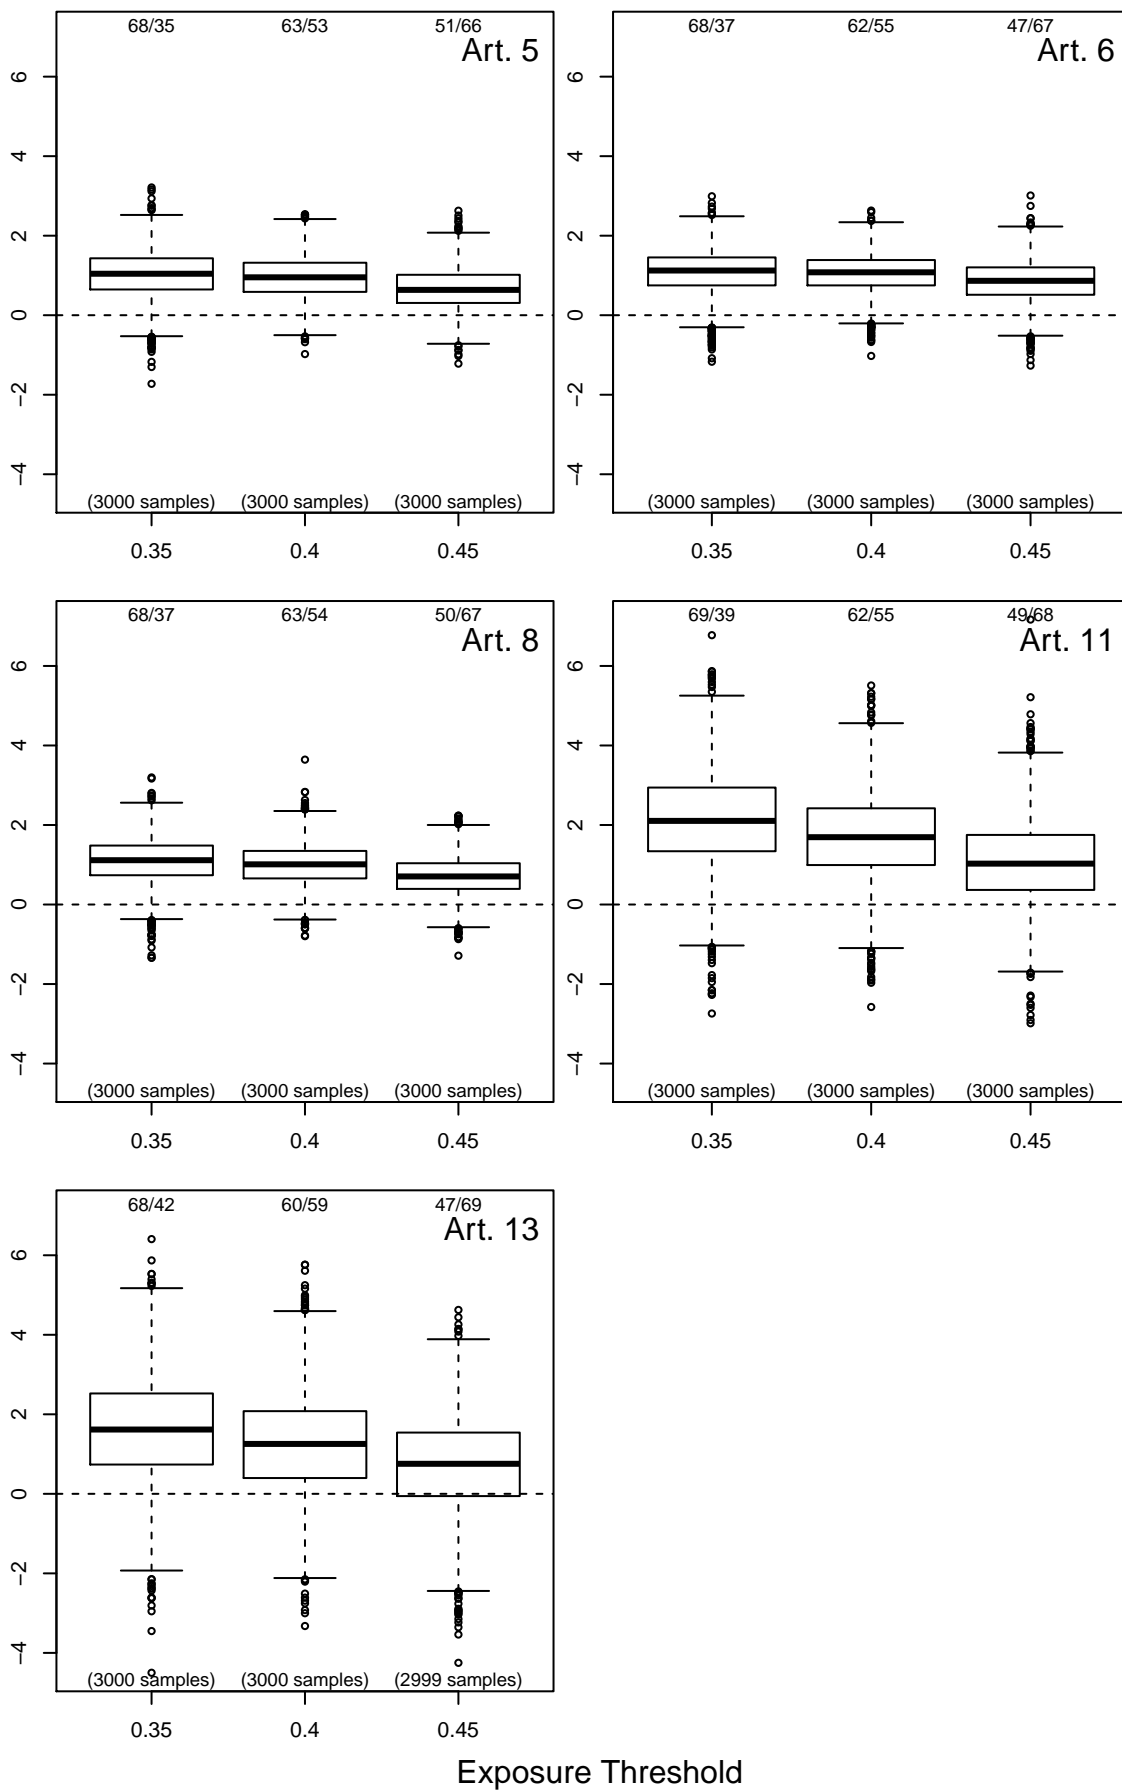 68/35 63/53 51/66
Art. 5
6
4
2
0
−2
−4
(3000 samples) (3000 samples) (3000 samples)
0.35 0.4 0.45
68/37 62/55 47/67
Art. 6
6
4
2
0
−2
−4
(3000 samples) (3000 samples) (3000 samples)
0.35 0.4 0.45
68/37 63/54 50/67
Art. 8
6
4
2
0
−2
−4
(3000 samples) (3000 samples) (3000 samples)
0.35 0.4 0.45
69/39 62/55 49/68
Art. 11
6
4
2
0
−2
−4
(3000 samples) (3000 samples) (3000 samples)
0.35 0.4 0.45
68/42 60/59 47/69
Art. 13
6
4
2
0
−2
−4
(3000 samples) (3000 samples) (2999 samples)
0.35 0.4 0.45
Exposure Threshold